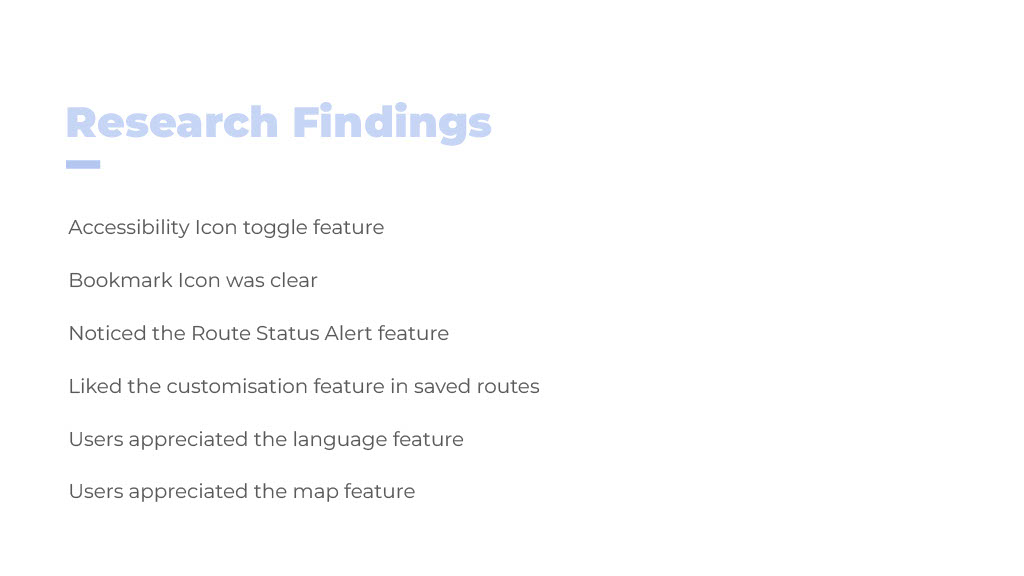 Research Findings
Accessibility Icon toggle feature
Bookmark Icon was clear
Noticed the Route Status Alert feature
Liked the customisation feature in saved routes
Users appreciated the language feature
Users appreciated the map feature